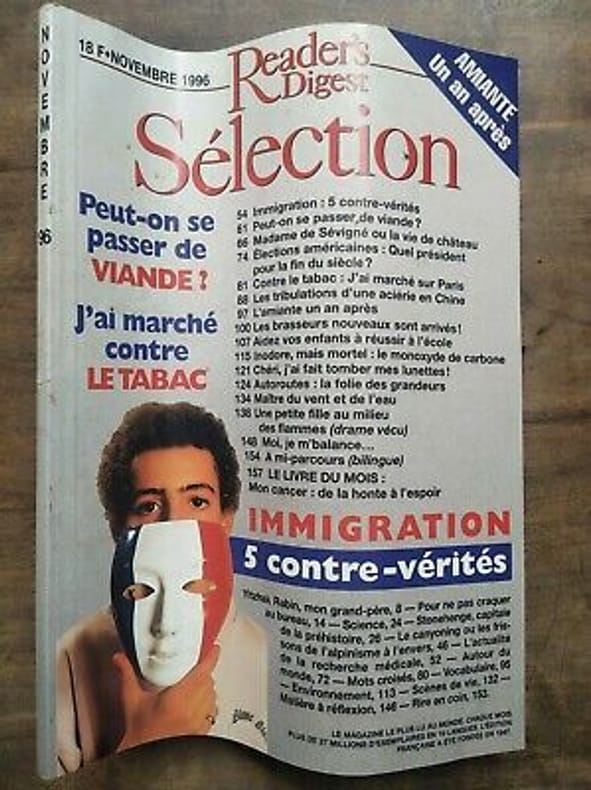 NOVEMBRE
96
18 F•NOVEMBRE 1996
Reader's
Digest
Sélection
AMIANTE
Un an après
Peut-on se
passer de
VIANDE ?
J'ai marché
contre
LE TABAC
54 Immigration : 5 contre-vérités
61 Peut-on se passer de viande ?
66 Madame de Sévigné ou la vie de château
74 Élections américaines : Quel président
pour la fin du siècle ?
81 Contre le tabac : J'ai marché sur Paris
88 Les tribulations d'une aciérie en Chine
97 L'amiante un an après
100 Les brasseurs nouveaux sont arrivés !
107 Aidez vos enfants à réussir à l'école
115 Inodore, mais mortel : le monoxyde de carbone
121 Chéri, j'ai fait tomber mes lunettes !
124 Autoroutes : la folie des grandeurs
134 Maître du vent et de l'eau
138 Une petite fille au milieu
des flammes (drame vécu)
148 Moi, je m'balance...
154 A mi-parcours (bilingue)
157 LE LIVRE DU MOIS :
Mon cancer : de la honte à l'espoir
IMMIGRATION
5 contre-vérités
Yitzhak Rabin, mon grand-père, 8 — Pour ne pas craquer
au bureau, 14 — Science, 24 — Stonehenge, capitale
de la préhistoire, 26 — Le canyoning ou les fris-
sons de l'alpinisme à l'envers, 46 — L'actualité
de la recherche médicale, 52 — Autour du
monde, 72 — Mots croisés, 80 — Vocabulaire, 95
— Environnement, 113 — Scènes de vie, 132 —
Matière à réflexion, 146 — Rire en coin, 153.
LE MAGAZINE LE PLUS LU AU MONDE. CHAQUE MOIS
PLUS DE 27 MILLIONS D'EXEMPLAIRES EN 19 LANGUES. L'ÉDITION
FRANÇAISE A ÉTÉ FONDÉE EN 1947.